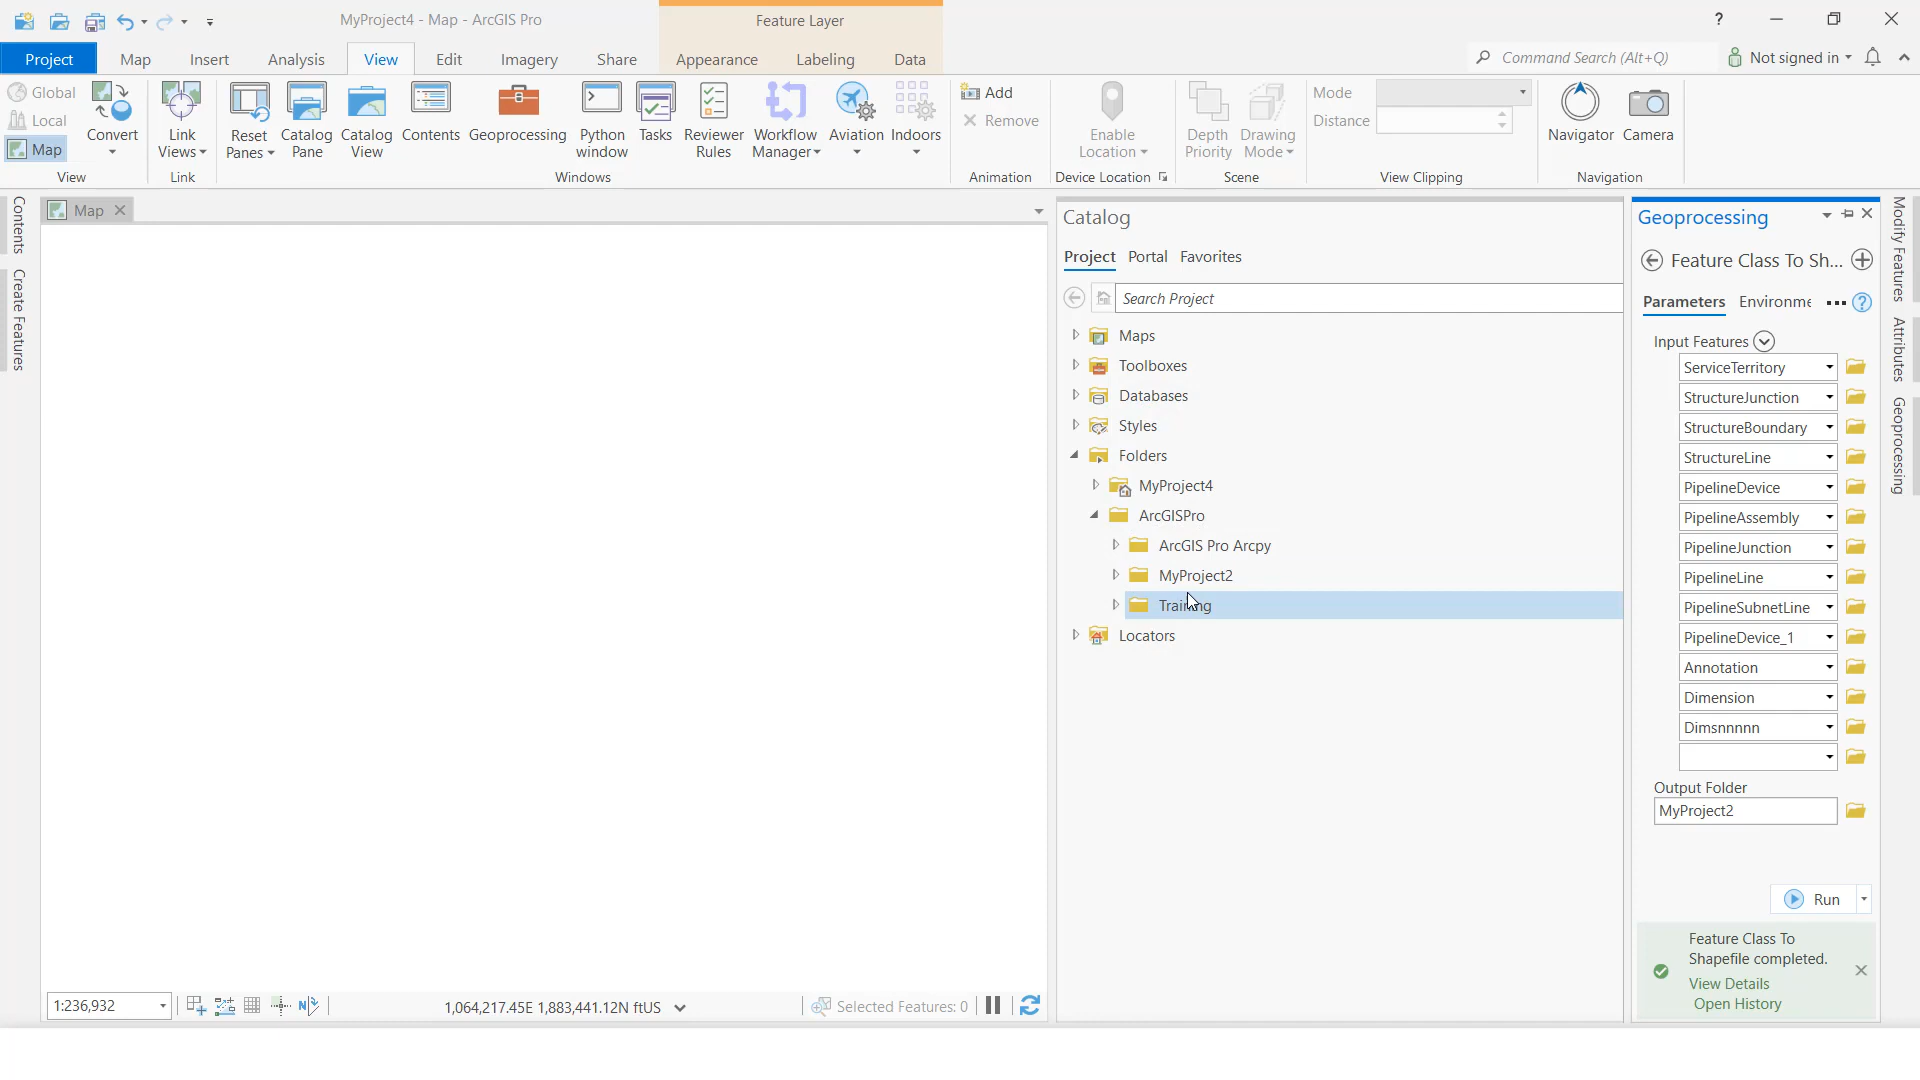 MyProject4 - Map - ArcGIS Pro
Feature Layer
?
Project
Map
Insert
Analysis
View
Edit
Imagery
Share
Appearance
Labeling
Data
Command Search (Alt+Q)
Not signed in
Global
Local
Map
Convert
View
Link
Views
Link
Reset
Panes
Catalog
Pane
Catalog
View
Contents
Geoprocessing
Python
window
Tasks
Reviewer
Rules
Workflow
Manager
Aviation
Indoors
Windows
Add
Remove
Animation
Enable
Location
Device Location
Depth
Priority
Drawing
Mode
Scene
Mode
Distance
View Clipping
Navigator
Camera
Navigation
Contents
Create Features
Map
Catalog
Project
Portal
Favorites
Search Project
Maps
Toolboxes
Databases
Styles
Folders
MyProject4
ArcGISPro
ArcGIS Pro Arcpy
MyProject2
Training
Locators
Geoprocessing
Feature Class To Sh...
Parameters
Environme
?
Input Features
ServiceTerritory
StructureJunction
StructureBoundary
StructureLine
PipelineDevice
PipelineAssembly
PipelineJunction
PipelineLine
PipelineSubnetLine
PipelineDevice_1
Annotation
Dimension
Dimsnnnnn
Output Folder
MyProject2
Run
Feature Class To
Shapefile completed.
View Details
Open History
Modify Features
Attributes
Geoprocessing
1:236,932
1,064,217.45E 1,883,441.12N ftUS
Selected Features: 0